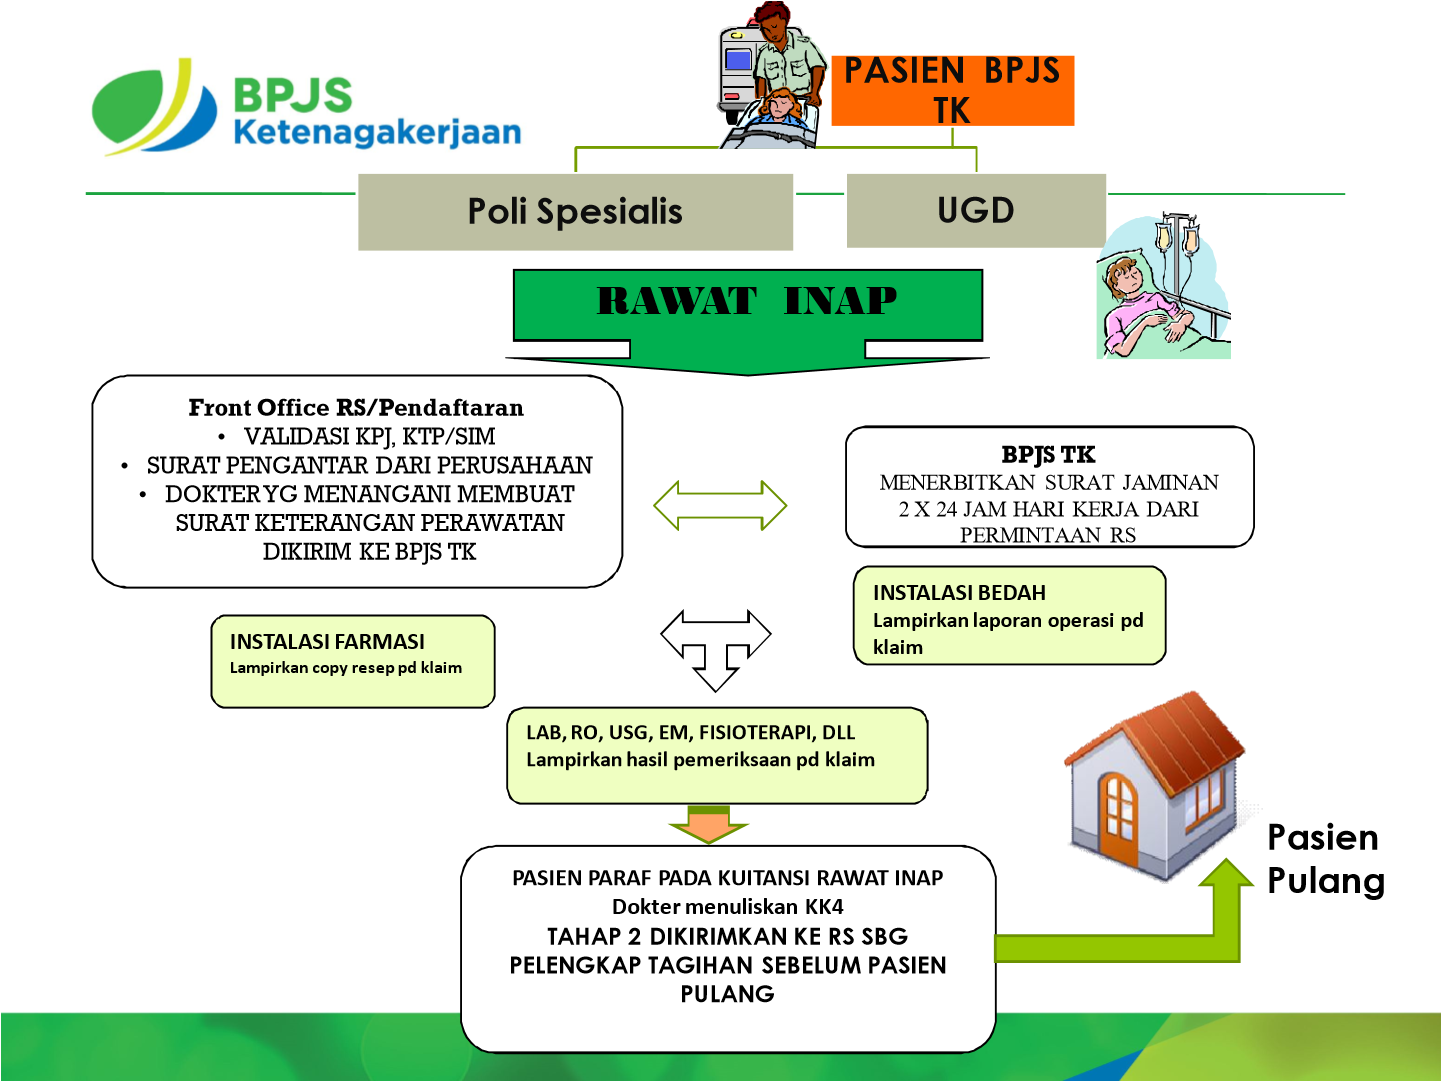 BPJS
Ketenagakerjaan
PASIEN BPJS
TK
Poli Spesialis
UGD
RAWAT INAP
Front Office RS/Pendaftaran
• VALIDASI KPJ, KTP/SIM
• SURAT PENGANTAR DARI PERUSAHAAN
• DOKTER YG MENANGANI MEMBUAT
SURAT KETERANGAN PERAWATAN
DIKIRIM KE BPJS TK
BPJS TK
MENERBITKAN SURAT JAMINAN
2 X 24 JAM HARI KERJA DARI
PERMINTAAN RS
INSTALASI BEDAH
Lampirkan laporan operasi pd
klaim
INSTALASI FARMASI
Lampirkan copy resep pd klaim
LAB, RO, USG, EM, FISIOTERAPI, DLL
Lampirkan hasil pemeriksaan pd klaim
PASIEN PARAF PADA KUITANSI RAWAT INAP
Dokter menuliskan KK4
TAHAP 2 DIKIRIMKAN KE RS SBG
PELENGKAP TAGIHAN SEBELUM PASIEN
PULANG
Pasien
Pulang